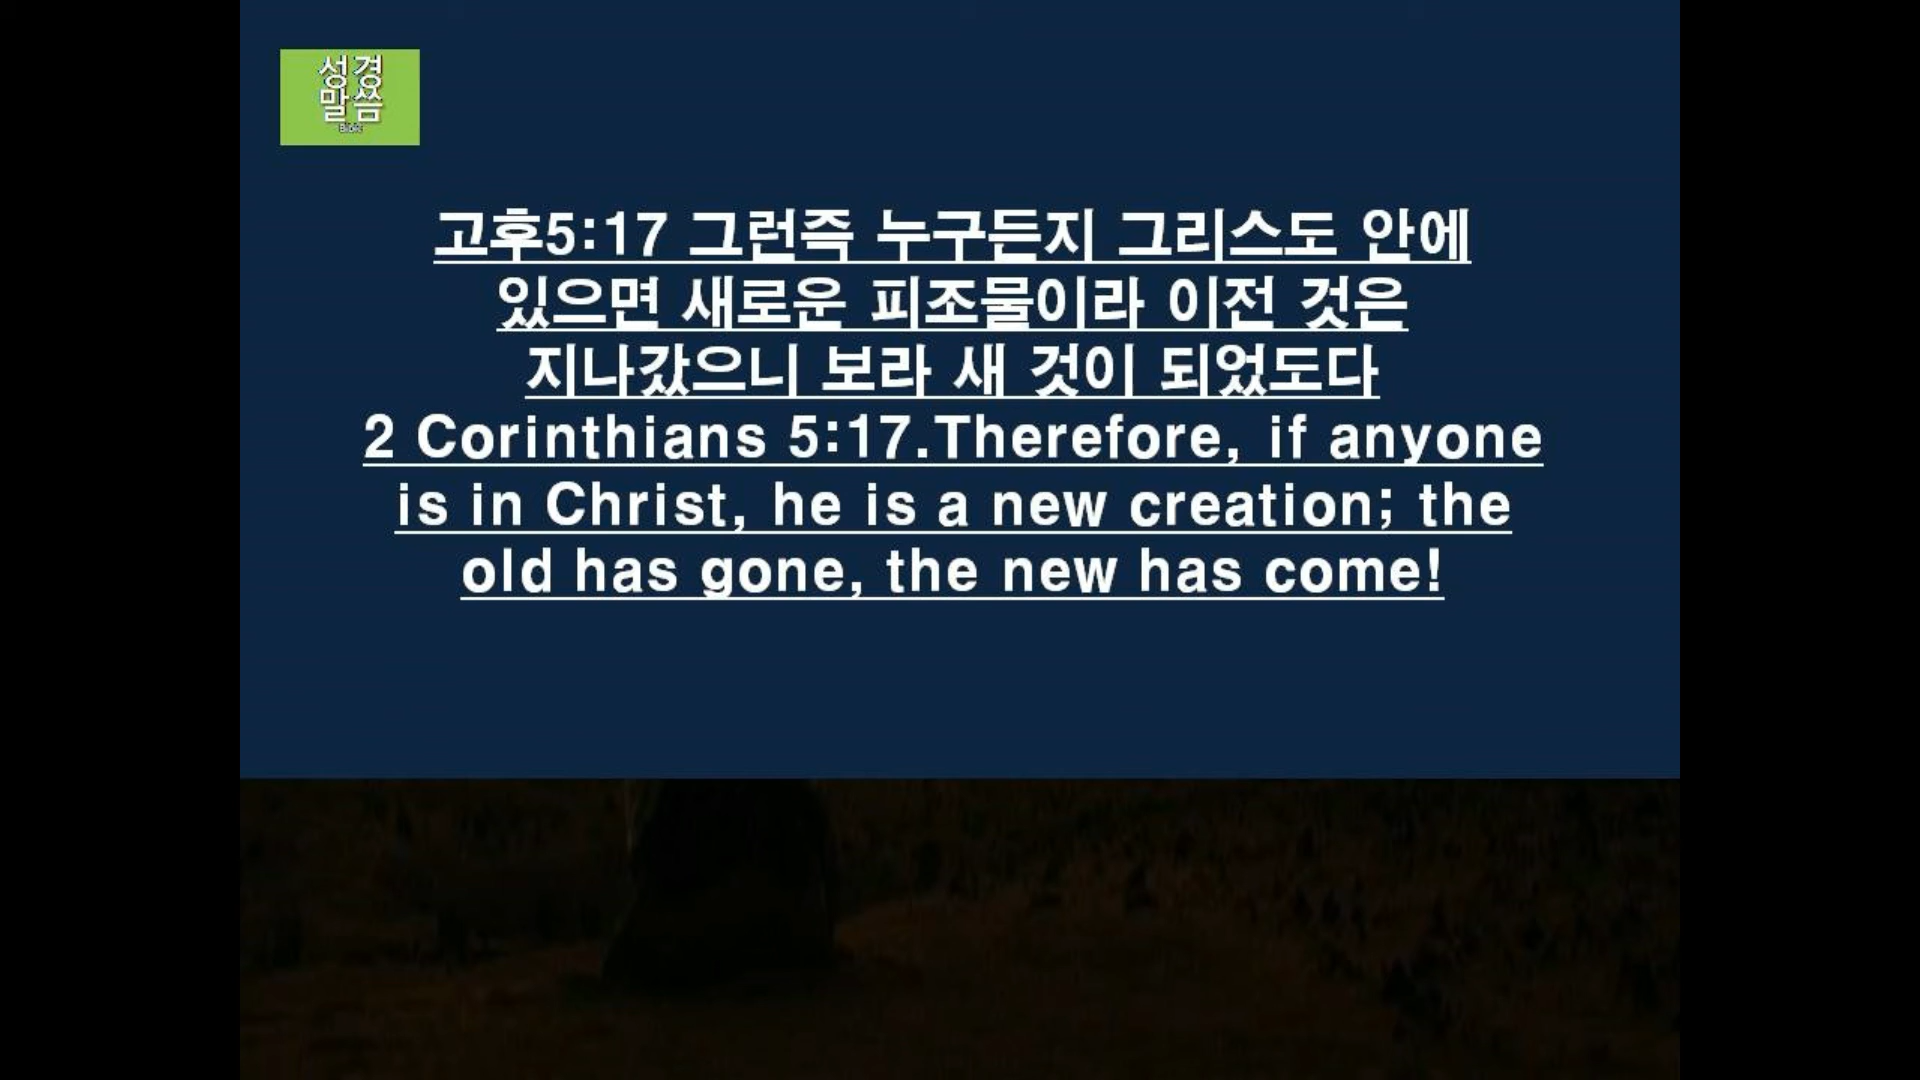 성경
말씀
Bible
고후5:17 그런즉 누구든지 그리스도 안에
있으면 새로운 피조물이라 이전 것은
지나갔으니 보라 새 것이 되었도다
2 Corinthians 5:17.Therefore, if anyone
is in Christ, he is a new creation; the
old has gone, the new has come!